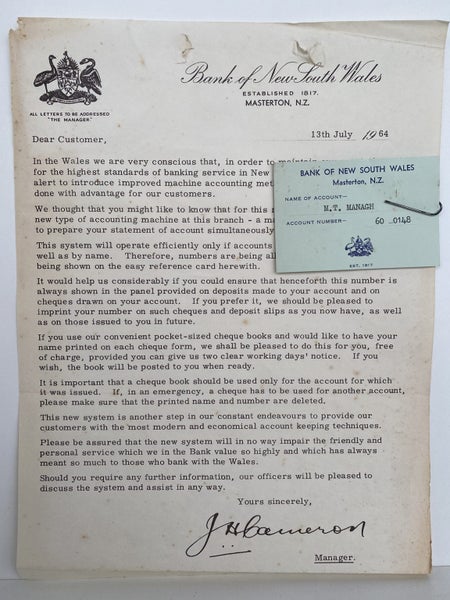 Bank of New South Wales
ESTABLISHED 1817.
MASTERTON, N.Z.
ALL LETTERS TO BE ADDRESSED
"THE MANAGER"
13th July 1964
Dear Customer,
In the Wales we are very conscious that, in order to maintain
for the highest standards of banking service in New
alert to introduce improved machine accounting
done with advantage for our customers.
We thought that you might like to know that for this
new type of accounting machine at this branch - a
to prepare your statement of account simultaneously
This system will operate efficiently only if accounts
well as by name. Therefore, numbers are being
being shown on the easy reference card herewith.
BANK OF NEW SOUTH WALES
Masterton, N.Z.
NAME OF ACCOUNT—
M.T. MANAGH
ACCOUNT NUMBER— 60 0148
EST. 1817
It would help us considerably if you could ensure that henceforth this number is
always shown in the panel provided on deposits made to your account and on
cheques drawn on your account. If you prefer it, we should be pleased to
imprint your number on such cheques and deposit slips as you now have, as well
as on those issued to you in future.
If you use our convenient pocket-sized cheque books and would like to have your
name printed on each cheque form, we shall be pleased to do this for you, free
of charge, provided you can give us two clear working days' notice. If you
wish, the book will be posted to you when ready.
It is important that a cheque book should be used only for the account for which
it was issued. If, in an emergency, a cheque has to be used for another account,
please make sure that the printed name and number are deleted.
This new system is another step in our constant endeavours to provide our
customers with the most modern and economical account keeping techniques.
Please be assured that the new system will in no way impair the friendly and
personal service which we in the Bank value so highly and which has always
meant so much to those who bank with the Wales.
Should you require any further information, our officers will be pleased to
discuss the system and assist in any way.
Yours sincerely,
J H Cameron
Manager.